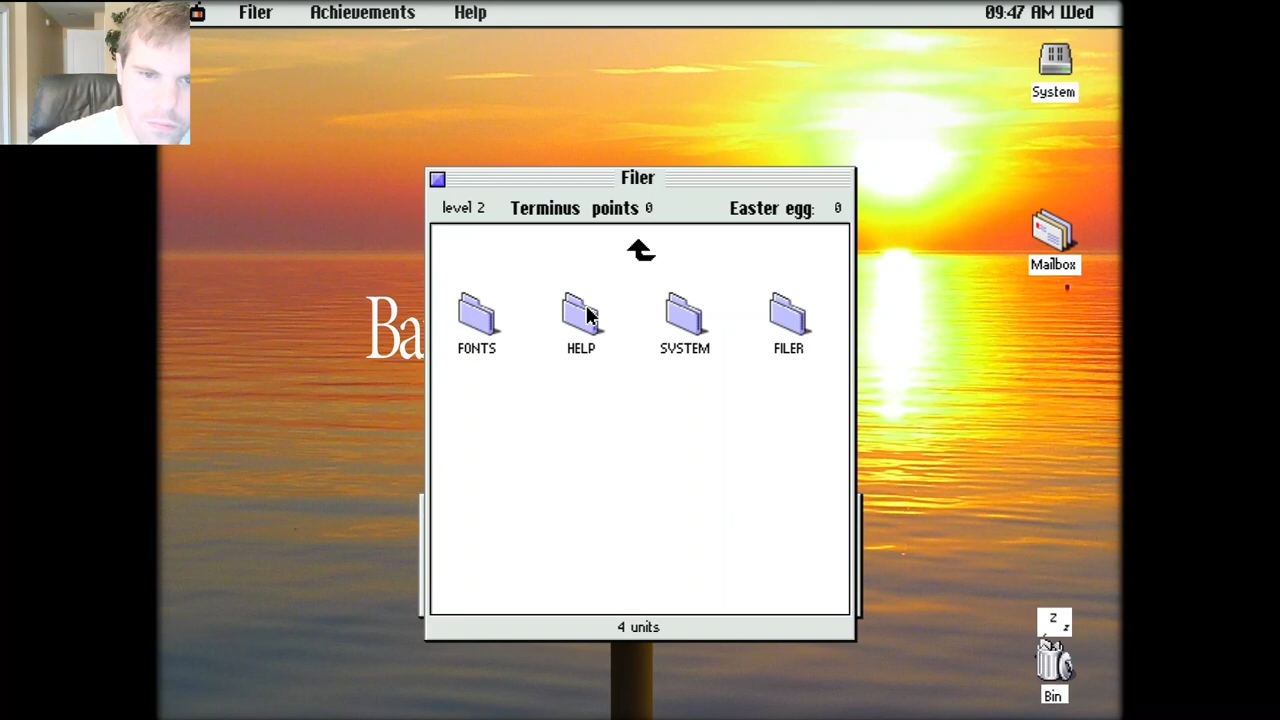 Filer Achievements Help 09:47 AM Wed
System
Filer
level 2 Terminus points 0 Easter egg: 0
Mailbox
Ba
FONTS HELP SYSTEM FILER
4 units
Z z
Bin